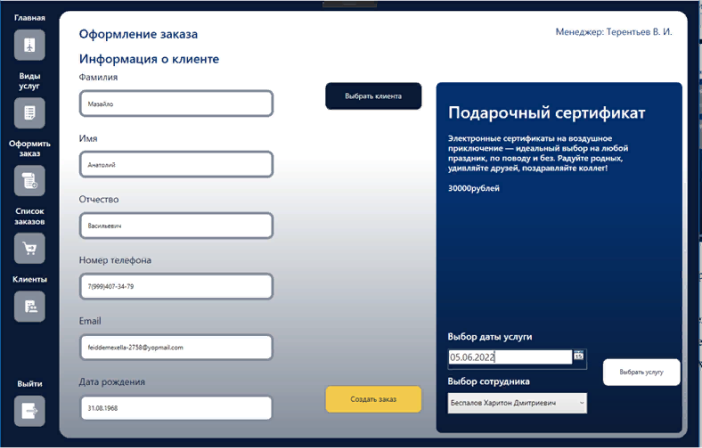 Главная
Виды
услуг
Оформить
заказ
Список
заказов
Клиенты
Выйти
Оформление заказа
Менеджер: Терентьев В. И.
Информация о клиенте
Фамилия
Мазайло
Выбрать клиента
Имя
Анатолий
Отчество
Васильевич
Номер телефона
7(999)407-34-79
Email
feiddemexella-2758@yopmail.com
Дата рождения
31.08.1968
Создать заказ
Подарочный сертификат
Электронные сертификаты на воздушное
приключение — идеальный выбор на любой
праздник, по поводу и без. Радуйте родных,
удивляйте друзей, поздравляйте коллег!
30000рублей
Выбор даты услуги
05.06.2022
15
Выбрать услугу
Выбор сотрудника
Беспалов Харитон Дмитриевич